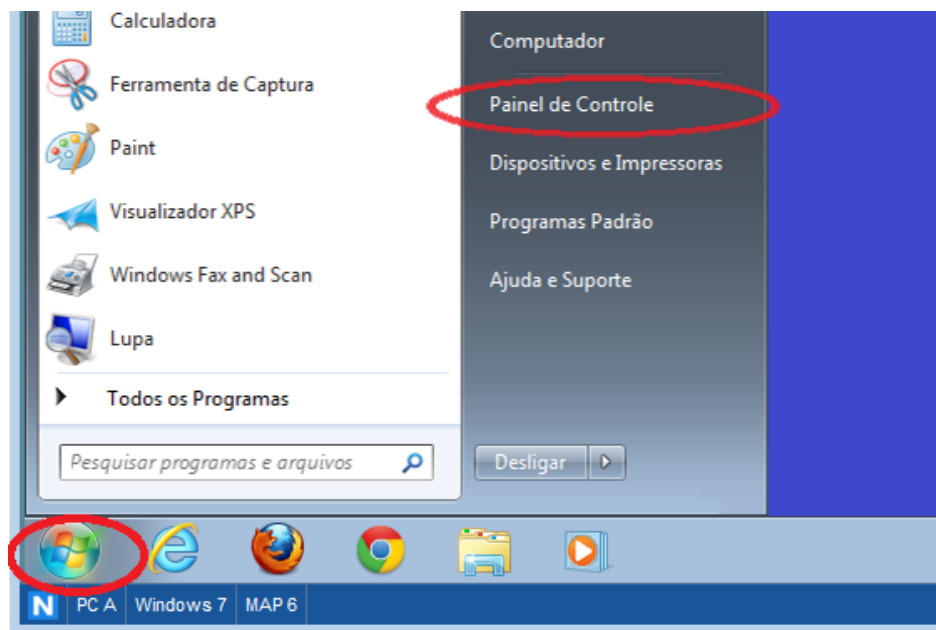 Calculadora
Ferramenta de Captura
Paint
Visualizador XPS
Windows Fax and Scan
Lupa
Todos os Programas
Pesquisar programas e arquivos
Computador
Painel de Controle
Dispositivos e Impressoras
Programas Padrão
Ajuda e Suporte
Desligar
N PC A Windows 7 MAP 6